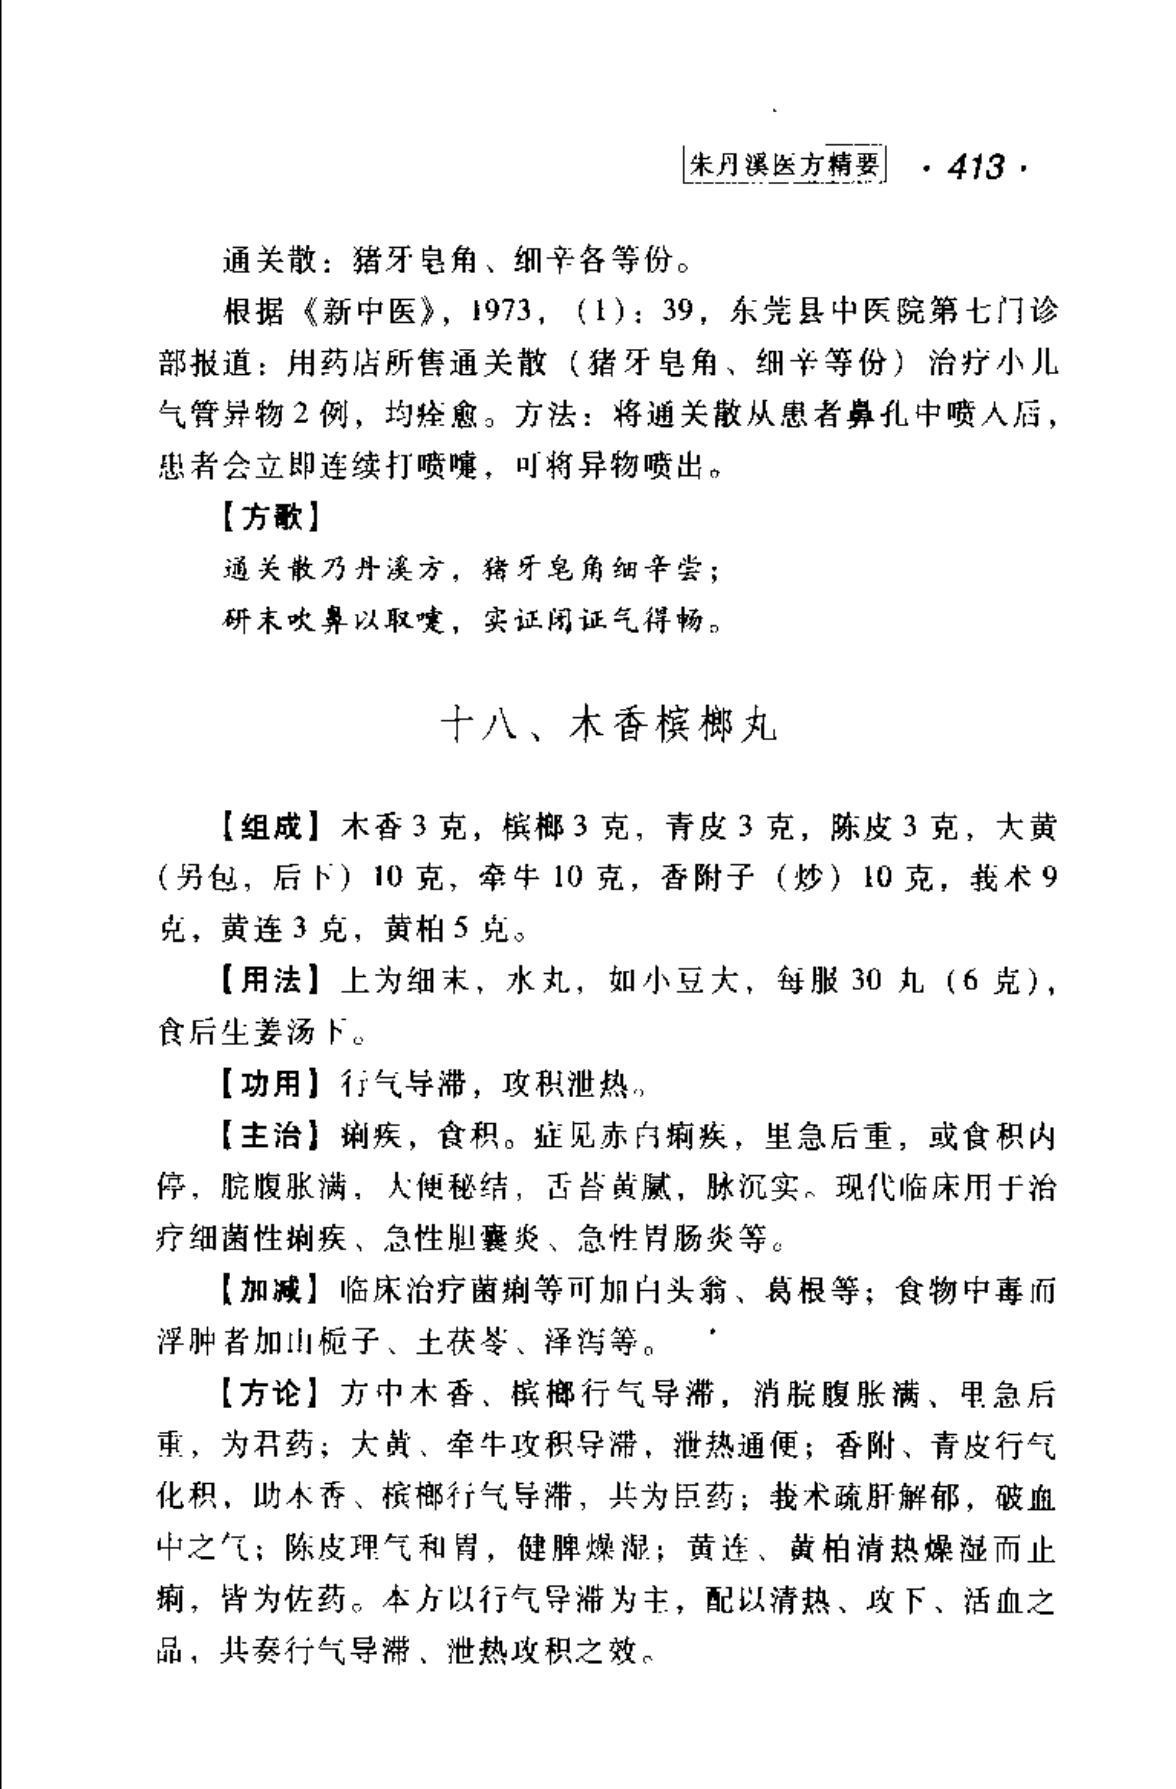 朱丹溪医方精要 ·413·
通关散：猪牙皂角、细辛各等份。
根据《新中医》，1973，（1）：39，东莞县中医院第七门诊
部报道：用药店所售通关散（猪牙皂角、细辛等份）治疗小儿
气管异物2例，均痊愈。方法：将通关散从患者鼻孔中喷入后，
患者会立即连续打喷嚏，可将异物喷出。
【方歌】
通关散乃丹溪方，猪牙皂角细辛尝；
研末吹鼻以取嚏，实证闭证气得畅。
十八、木香槟榔丸
【组成】木香3克，槟榔3克，青皮3克，陈皮3克，大黄
（另包，后下）10克，牵牛10克，香附子（炒）10克，莪术9
克，黄连3克，黄柏5克。
【用法】上为细末，水丸，如小豆大，每服30丸（6克），
食后生姜汤下。
【功用】行气导滞，攻积泄热。
【主治】痢疾，食积。症见赤白痢疾，里急后重，或食积内
停，脘腹胀满，大便秘结，舌苔黄腻，脉沉实。现代临床用于治
疗细菌性痢疾、急性胆囊炎、急性胃肠炎等。
【加减】临床治疗菌痢等可加白头翁、葛根等；食物中毒而
浮肿者加山栀子、土茯苓、泽泻等。
【方论】方中木香、槟榔行气导滞，消脘腹胀满、里急后
重，为君药；大黄、牵牛攻积导滞，泄热通便；香附、青皮行气
化积，助木香、槟榔行气导滞，共为臣药；莪术疏肝解郁，破血
中之气；陈皮理气和胃，健脾燥湿；黄连、黄柏清热燥湿而止
痢，皆为佐药。本方以行气导滞为主，配以清热、攻下、活血之
品，共奏行气导滞、泄热攻积之效。